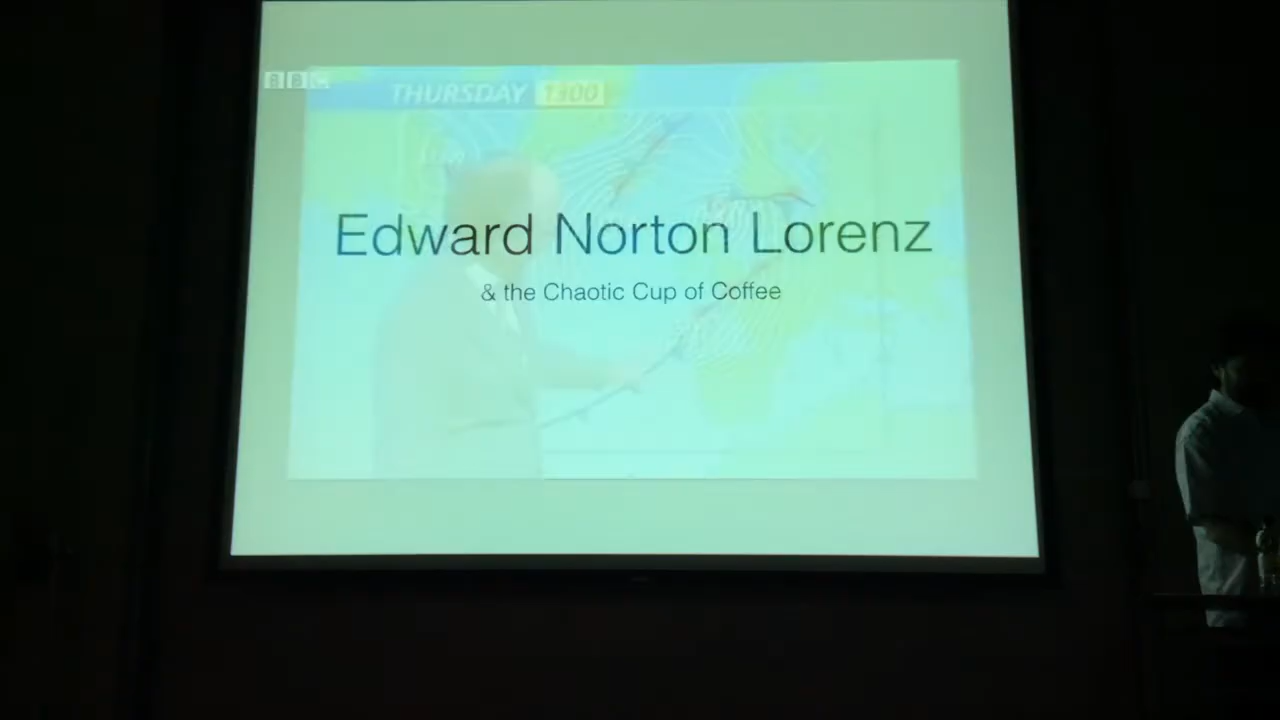 BBC
THURSDAY 1300
Edward Norton Lorenz
& the Chaotic Cup of Coffee